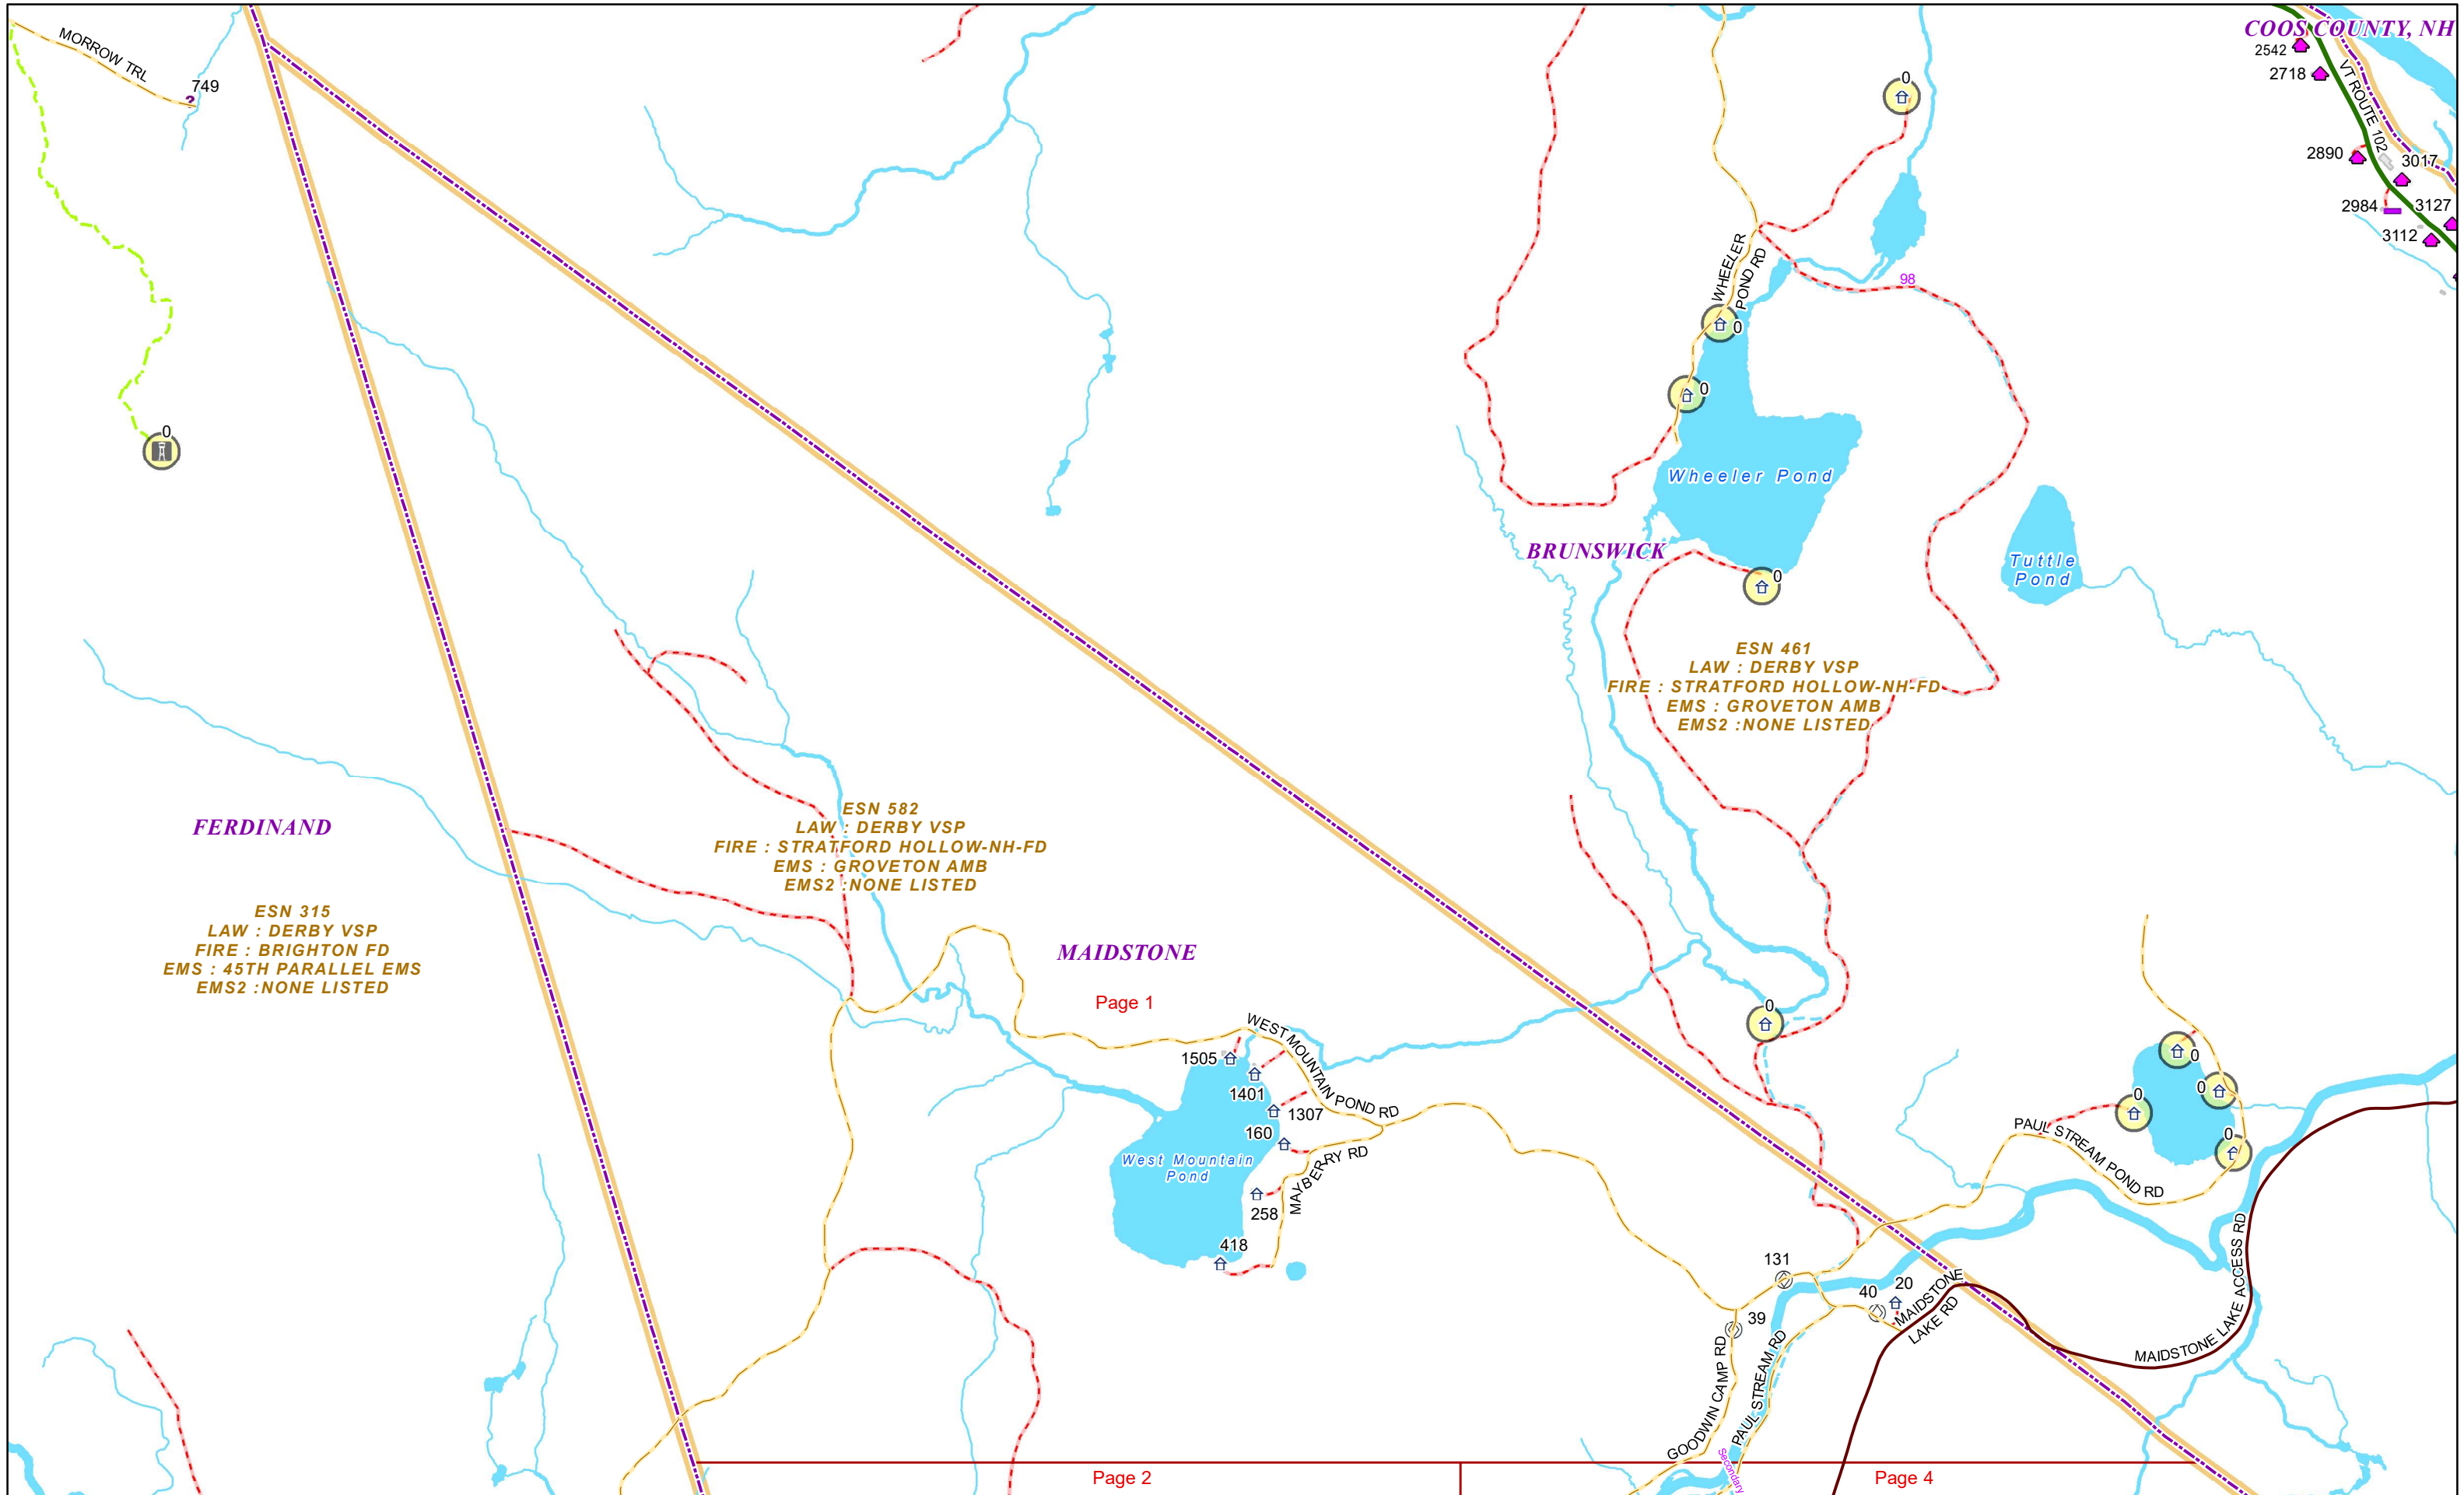 COOS COUNTY, NH
2542
2718
VT ROUTE 102
2890
3017
2984
3127
3112
MORROW TRL
749
?
0
0
WHEELER
POND RD
98
0
0
Wheeler Pond
BRUNSWICK
0
Tuttle
Pond
ESN 461
LAW : DERBY VSP
FIRE : STRATFORD HOLLOW-NH-FD
EMS : GROVETON AMB
EMS2 :NONE LISTED
FERDINAND
ESN 582
LAW : DERBY VSP
FIRE : STRATFORD HOLLOW-NH-FD
EMS : GROVETON AMB
EMS2 :NONE LISTED
ESN 315
LAW : DERBY VSP
FIRE : BRIGHTON FD
EMS : 45TH PARALLEL EMS
EMS2 :NONE LISTED
MAIDSTONE
Page 1
WEST MOUNTAIN POND RD
1505
1401
1307
160
West Mountain
Pond
MAYBERRY RD
258
418
0
0
0
0
0
PAUL STREAM POND RD
131
40
20
39
MAIDSTONE
LAKE RD
MAIDSTONE LAKE ACCESS RD
GOODWIN CAMP RD
PAUL STREAM RD
Secondary
Page 2
Page 4